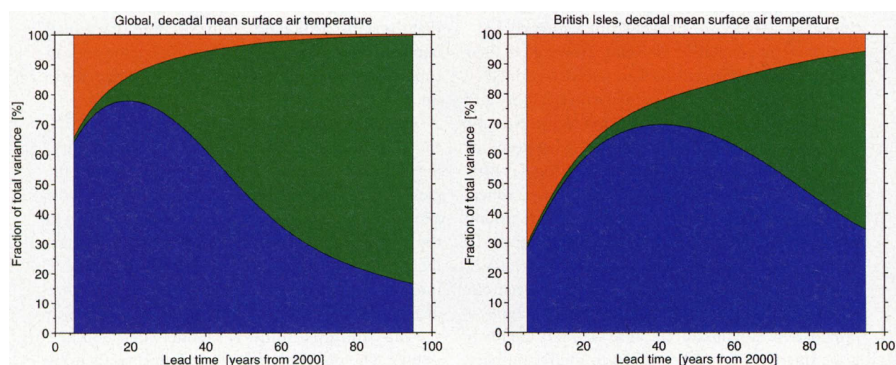 Global, decadal mean surface air temperature
100
90
80
70
60
50
40
30
20
10
0
Fraction of total variance [%]
0 20 40 60 80 100
Lead time [years from 2000]
British Isles, decadal mean surface air temperature
100
90
80
70
60
50
40
30
20
10
0
Fraction of total variance [%]
0 20 40 60 80 100
Lead time [years from 2000]